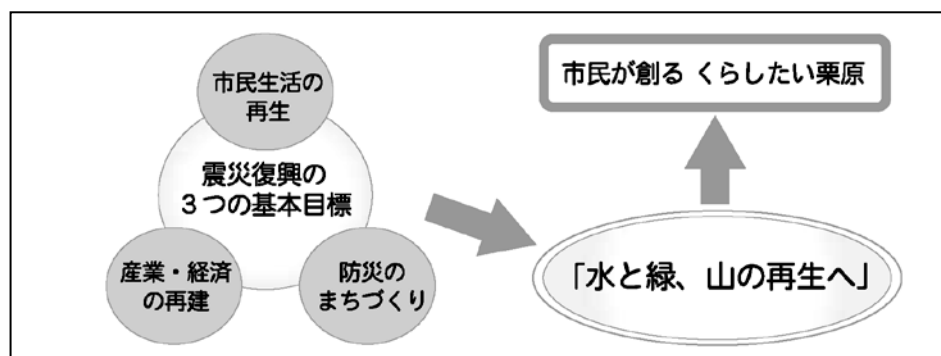 市民生活の
再生
震災復興の
3つの基本目標
産業・経済
の再建
防災の
まちづくり
市民が創る くらしたい栗原
「水と緑、山の再生へ」